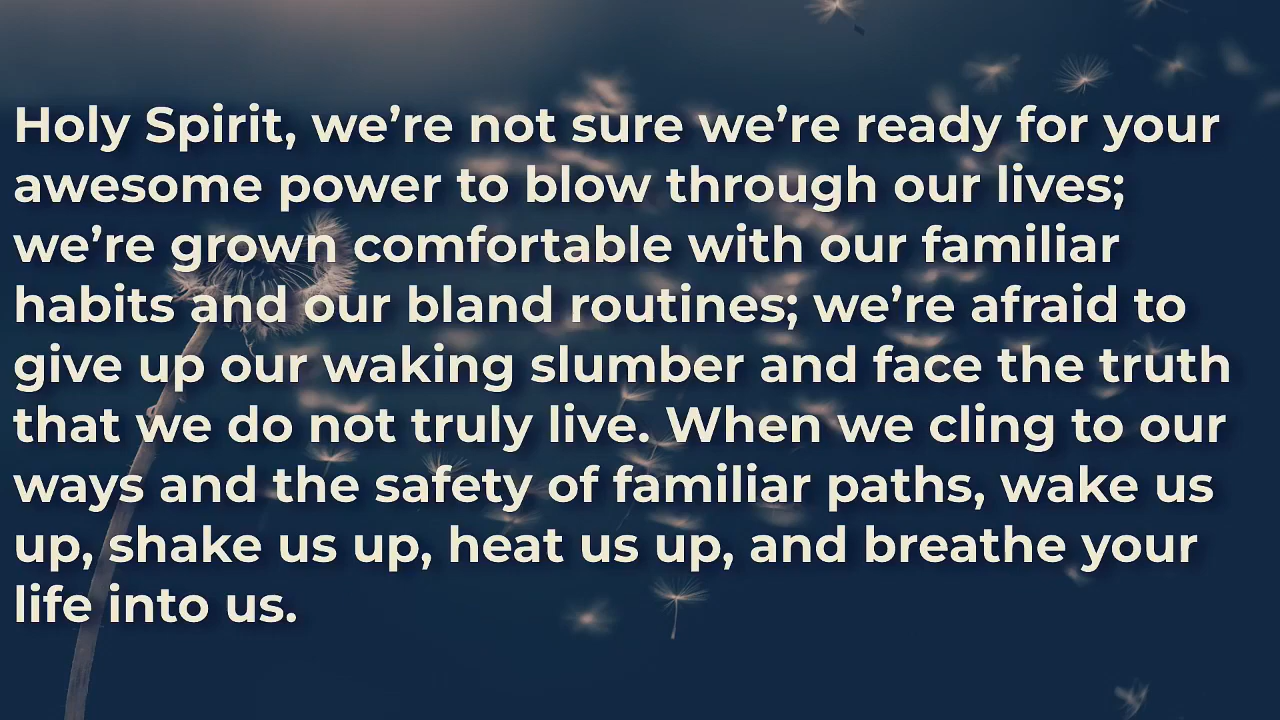 Holy Spirit, we’re not sure we’re ready for your
awesome power to blow through our lives;
we’re grown comfortable with our familiar
habits and our bland routines; we’re afraid to
give up our waking slumber and face the truth
that we do not truly live. When we cling to our
ways and the safety of familiar paths, wake us
up, shake us up, heat us up, and breathe your
life into us.